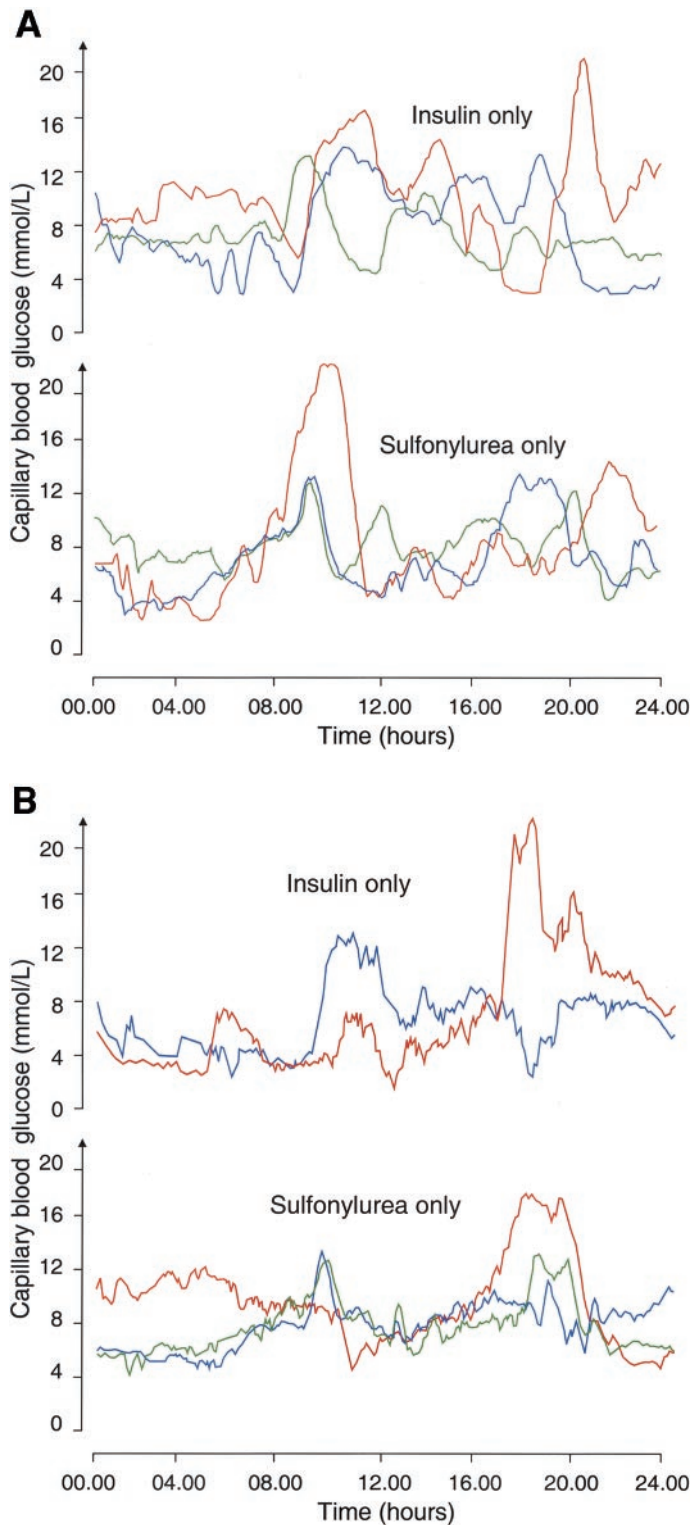 A
20
16
12
8
4
0
Insulin only
Capillary blood glucose (mmol/L)
20
16
12
8
4
0
Sulfonylurea only
00.00 04.00 08.00 12.00 16.00 20.00 24.00
Time (hours)
B
20
16
12
8
4
0
Insulin only
Capillary blood glucose (mmol/L)
20
16
12
8
4
0
Sulfonylurea only
00.00 04.00 08.00 12.00 16.00 20.00 24.00
Time (hours)